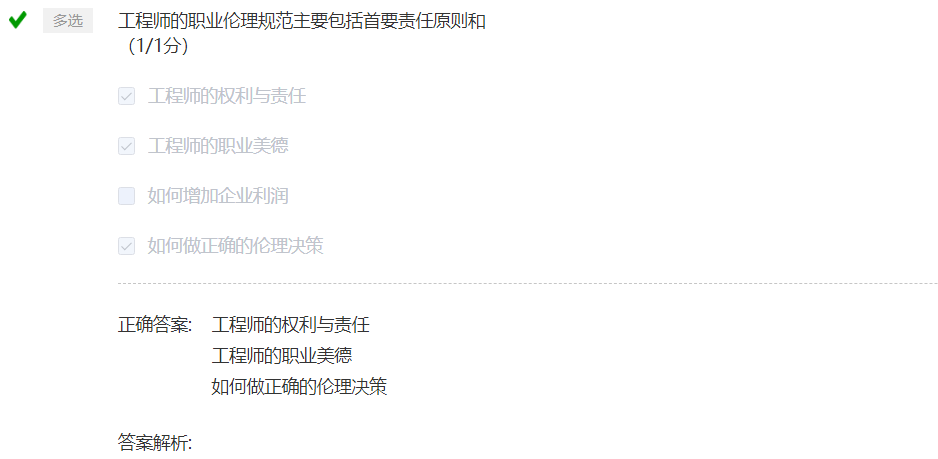 多选 工程师的职业伦理规范主要包括首要责任原则和
（1/1分）
工程师的权利与责任
工程师的职业美德
如何增加企业利润
如何做正确的伦理决策
正确答案: 工程师的权利与责任
工程师的职业美德
如何做正确的伦理决策
答案解析: